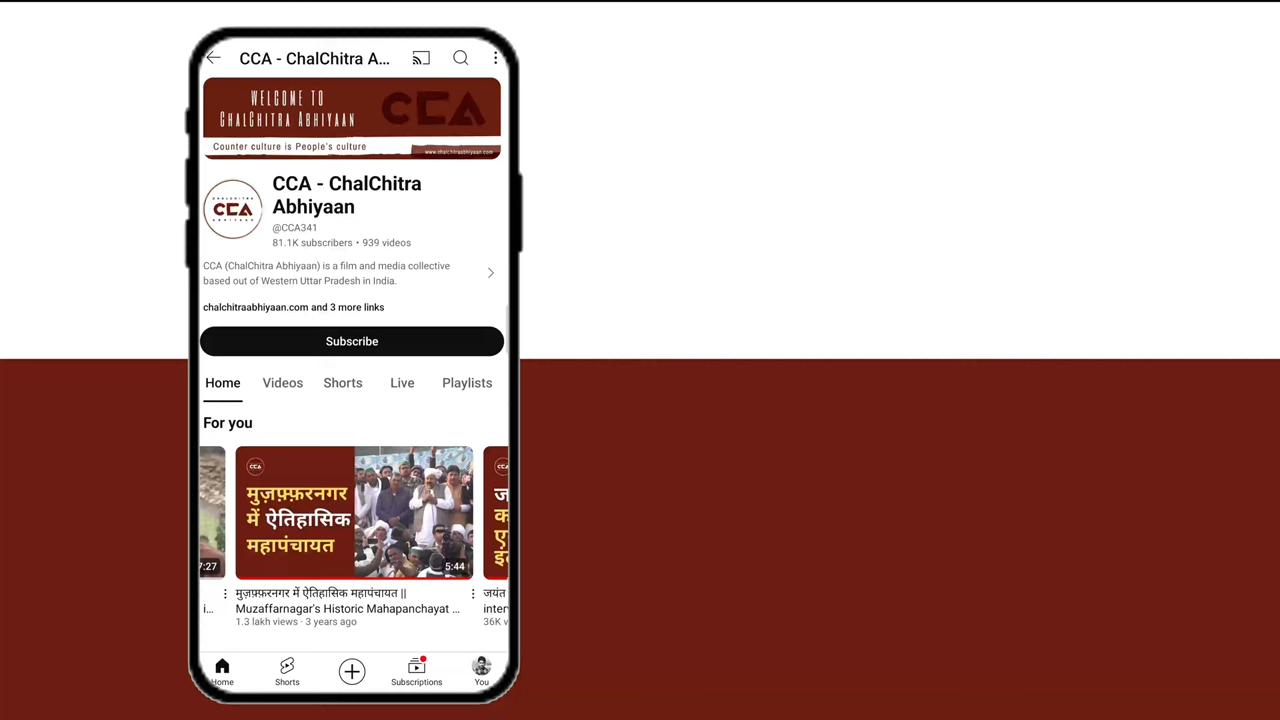 CCA - ChalChitra A...
WELCOME TO
CHALCHITRA ABHIYAAN
CCA
Counter culture is People's culture
www.chalchitraabhiyaan.com
CHALCHITRA
CCA
ABHIYAAN
CCA - ChalChitra
Abhiyaan
@CCA341
81.1K subscribers • 939 videos
CCA (ChalChitra Abhiyaan) is a film and media collective
based out of Western Uttar Pradesh in India.
chalchitraabhiyaan.com and 3 more links
Subscribe
Home Videos Shorts Live Playlists
For you
CCA
मुज़फ़्फ़रनगर
में ऐतिहासिक
महापंचायत
7:27
5:44
i...
मुज़फ़्फ़रनगर में ऐतिहासिक महापंचायत ||
Muzaffarnagar's Historic Mahapanchayat ...
1.3 lakh views · 3 years ago
जयंत
inter
36K v
Home Shorts Subscriptions You